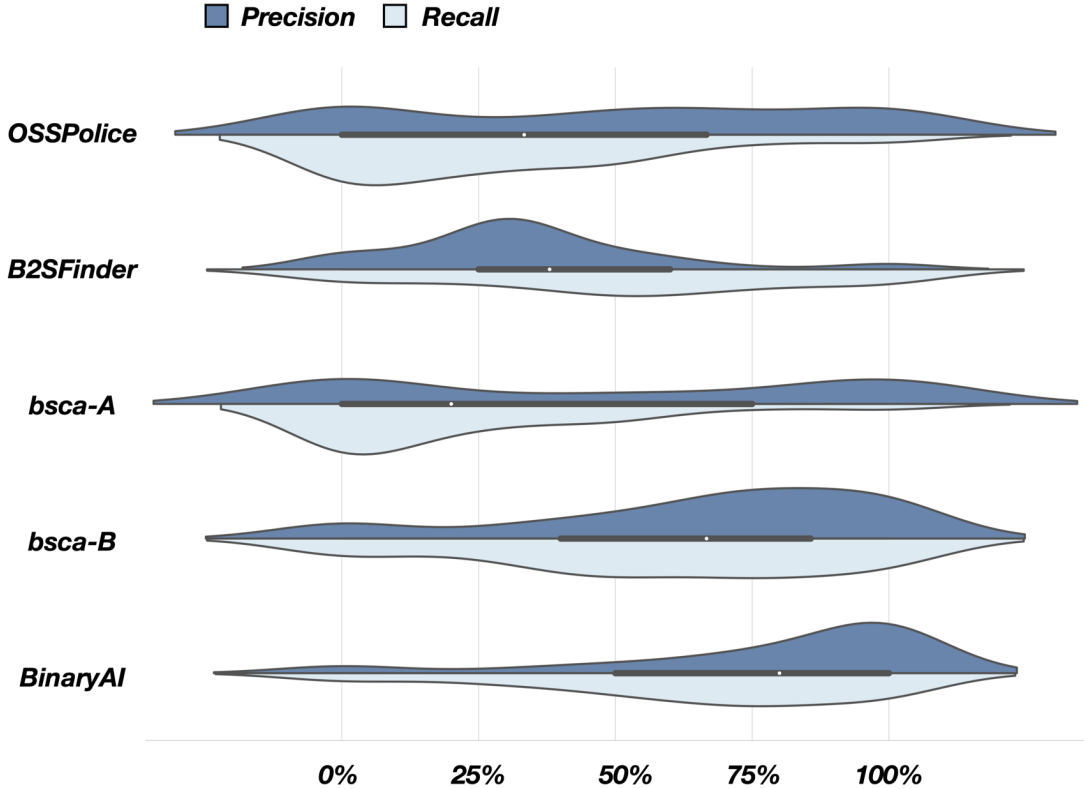 Precision Recall
OSSPolice
B2SFinder
bsca-A
bsca-B
BinaryAI
0% 25% 50% 75% 100%